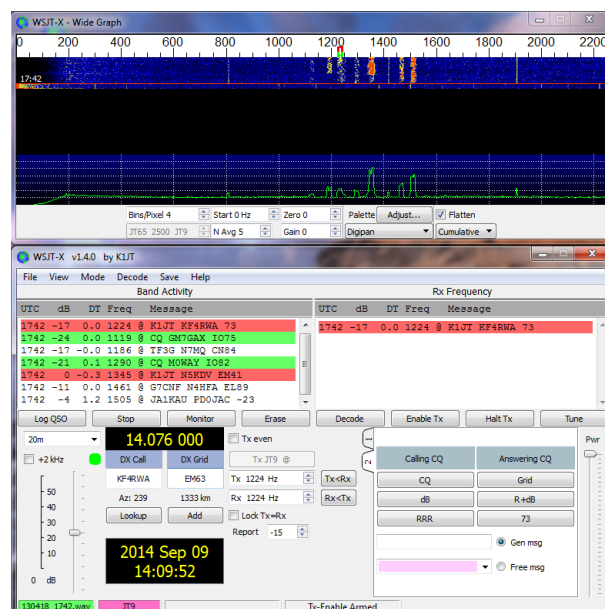 WSJT-X - Wide Graph
0 200 400 600 800 1000 1200 1400 1600 1800 2000 2200
17:42
Bins/Pixel 4 Start 0 Hz Zero 0 Palette Adjust... Flatten
JT65 2500 JT9 N Avg 5 Gain 0 Digipan Cumulative
WSJT-X v1.4.0 by K1JT
File View Mode Decode Save Help
Band Activity
UTC dB DT Freq Message
1742 -17 0.0 1224 @ K1JT KF4RWA 73
1742 -24 0.0 1119 @ CQ GM7GAX IO75
1742 -17 -0.0 1186 @ TF3G N7MQ CN84
1742 -21 0.1 1290 @ CQ M0WAY IO82
1742 0 -0.3 1345 @ K1JT N5KDV EM41
1742 -11 0.0 1461 @ G7CNF N4HFA EL89
1742 -4 1.2 1505 @ JA1KAU PD0JAC -23
Rx Frequency
UTC dB DT Freq Message
1742 -17 0.0 1224 @ K1JT KF4RWA 73
Log QSO Stop Monitor Erase Decode Enable Tx Halt Tx Tune
20m
+2 kHz
50
40
30
20
10
0 dB
14.076 000
DX Call DX Grid
KF4RWA EM63
Az: 239 1333 km
Lookup Add
2014 Sep 09
14:09:52
Tx even
Tx JT9 @
Tx 1224 Hz Tx<Rx
Rx 1224 Hz Rx<Tx
Lock Tx=Rx
Report -15
1
2
Calling CQ Answering CQ
CQ Grid
dB R+dB
RRR 73
Gen msg
Free msg
Pwr
130418_1742.wav JT9 Tx-Enable Armed